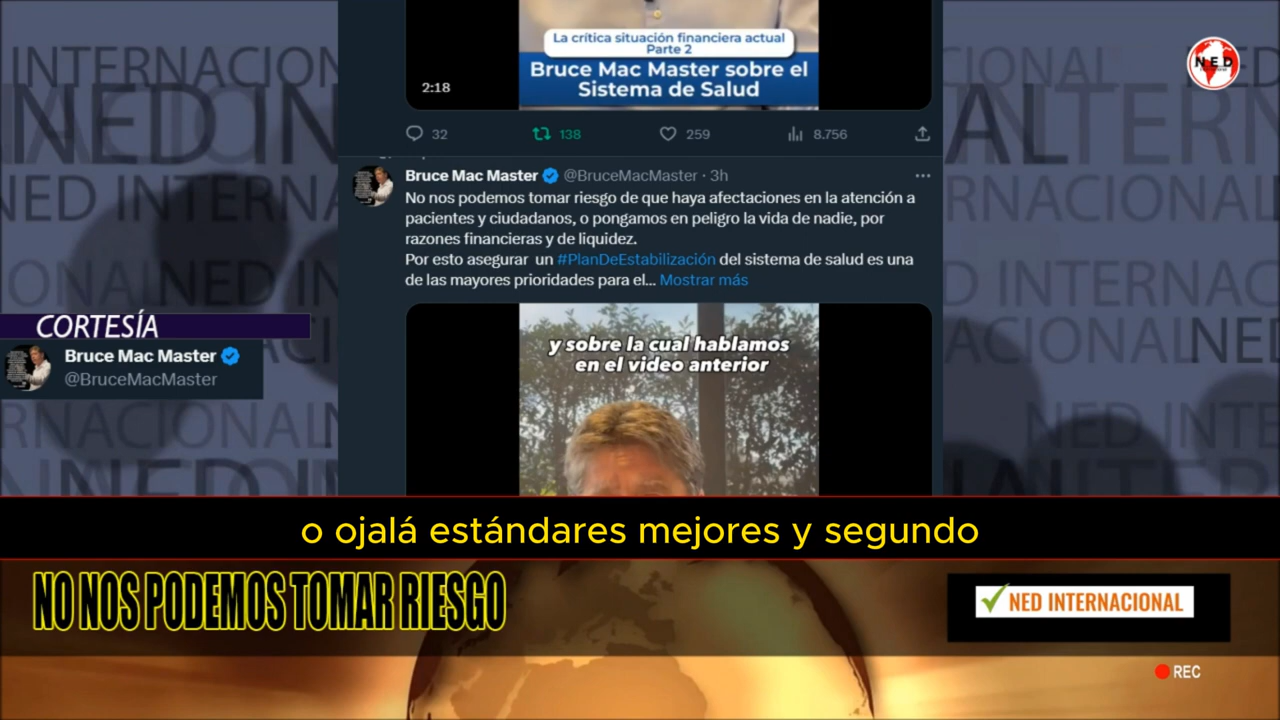 La crítica situación financiera actual
Parte 2
Bruce Mac Master sobre el
Sistema de Salud
2:18
32 138 259 8.756
NED
Bruce Mac Master @BruceMacMaster · 3h
No nos podemos tomar riesgo de que haya afectaciones en la atención a
pacientes y ciudadanos, o pongamos en peligro la vida de nadie, por
razones financieras y de liquidez.
Por esto asegurar un #PlanDeEstabilización del sistema de salud es una
de las mayores prioridades para el... Mostrar más
y sobre la cual hablamos
en el video anterior
CORTESÍA
Bruce Mac Master
@BruceMacMaster
o ojalá estándares mejores y segundo
NO NOS PODEMOS TOMAR RIESGO
NED INTERNACIONAL
REC